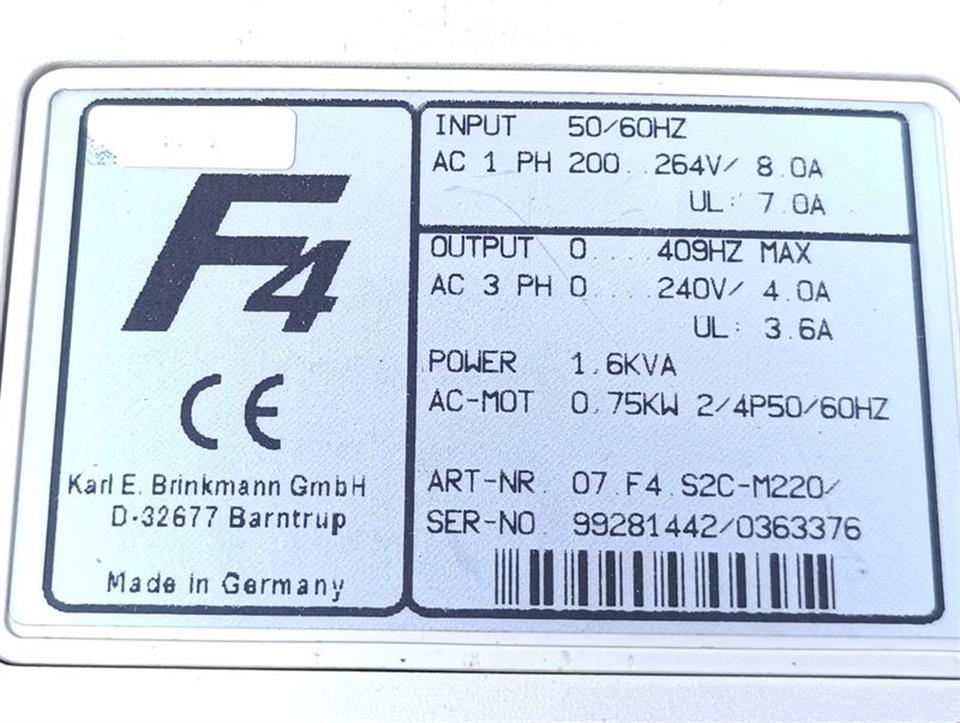 F4
CE
Karl E. Brinkmann GmbH
D-32677 Barntrup
Made in Germany
INPUT 50/60HZ
AC 1 PH 200..264V/ 8.0A
UL: 7.0A
OUTPUT 0....409HZ MAX
AC 3 PH 0....240V/ 4.0A
UL: 3.6A
POWER 1,6KVA
AC-MOT 0,75KW 2/4P50/60HZ
ART-NR. 07.F4.S2C-M220/
SER-NO 99281442/0363376